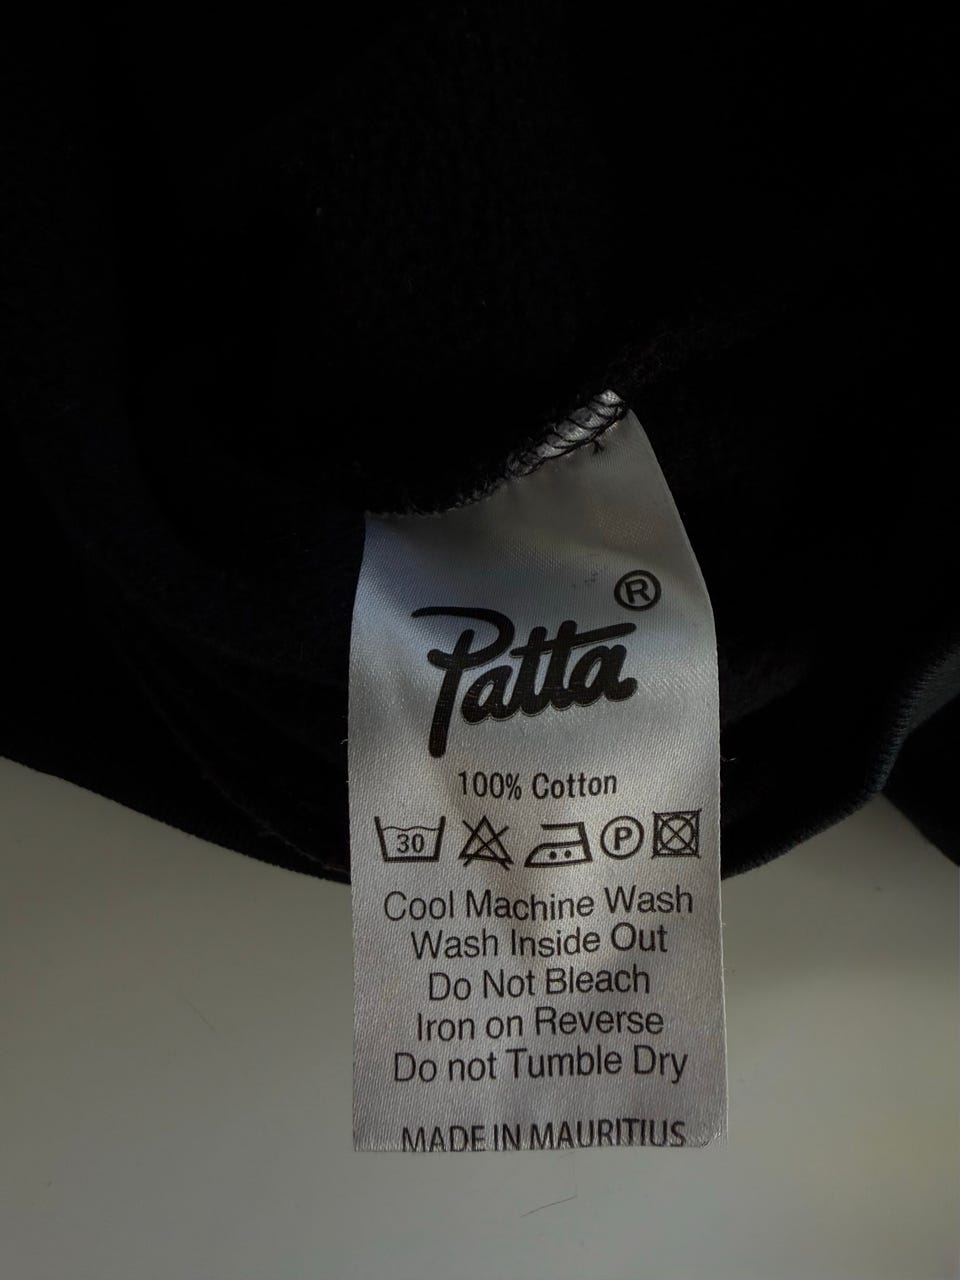 Patta®
100% Cotton
30 P
Cool Machine Wash
Wash Inside Out
Do Not Bleach
Iron on Reverse
Do not Tumble Dry
MADE IN MAURITIUS